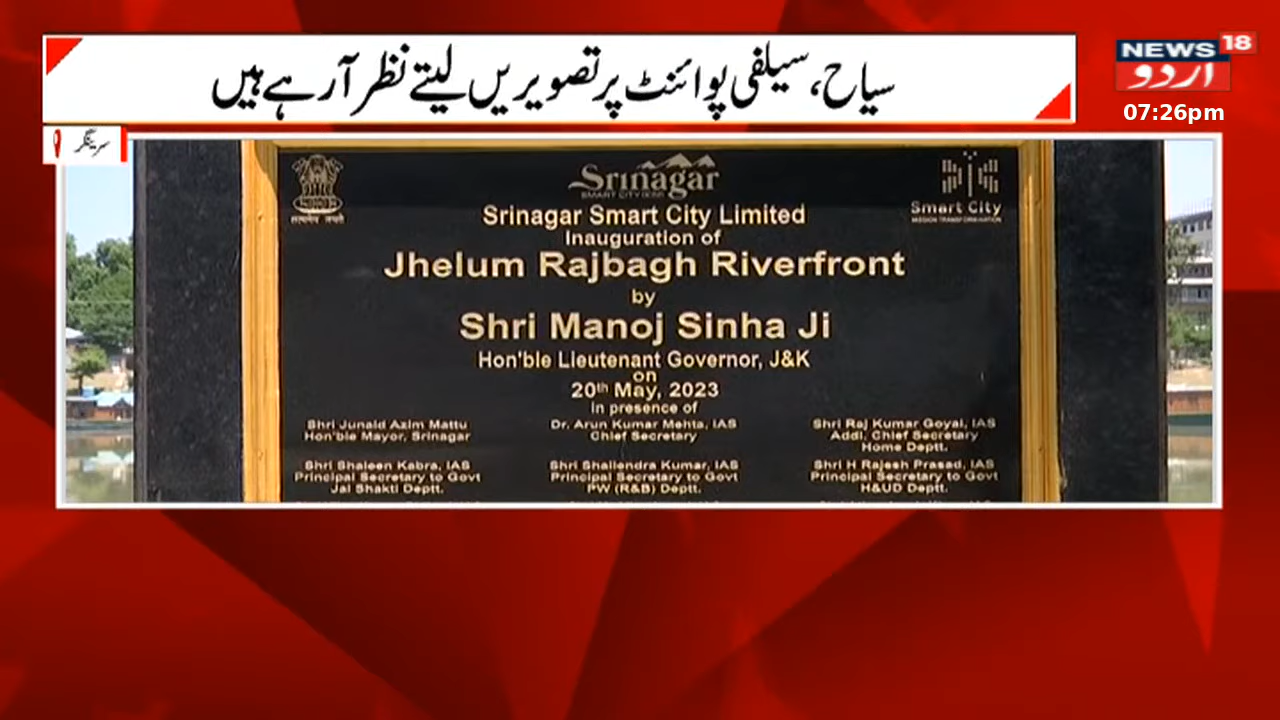 سیاح، سیلفی پوائنٹ پر تصویریں لیتے نظر آرہے ہیں
NEWS 18
اردو
07:26pm
سرینگر
Srinagar
Smart City
Srinagar Smart City Limited
Inauguration of
Jhelum Rajbagh Riverfront
by
Shri Manoj Sinha Ji
Hon'ble Lieutenant Governor, J&K
on
20th May, 2023
in presence of
Shri Junaid Azim Mattu
Hon'ble Mayor, Srinagar
Dr. Arun Kumar Mehta, IAS
Chief Secretary
Shri Raj Kumar Goyal, IAS
Addl. Chief Secretary
Home Deptt.
Shri Shaleen Kabra, IAS
Principal Secretary to Govt
Jal Shakti Deptt.
Shri Shailendra Kumar, IAS
Principal Secretary to Govt
PW (R&B) Deptt.
Shri H Rajesh Prasad, IAS
Principal Secretary to Govt
H&UD Deptt.